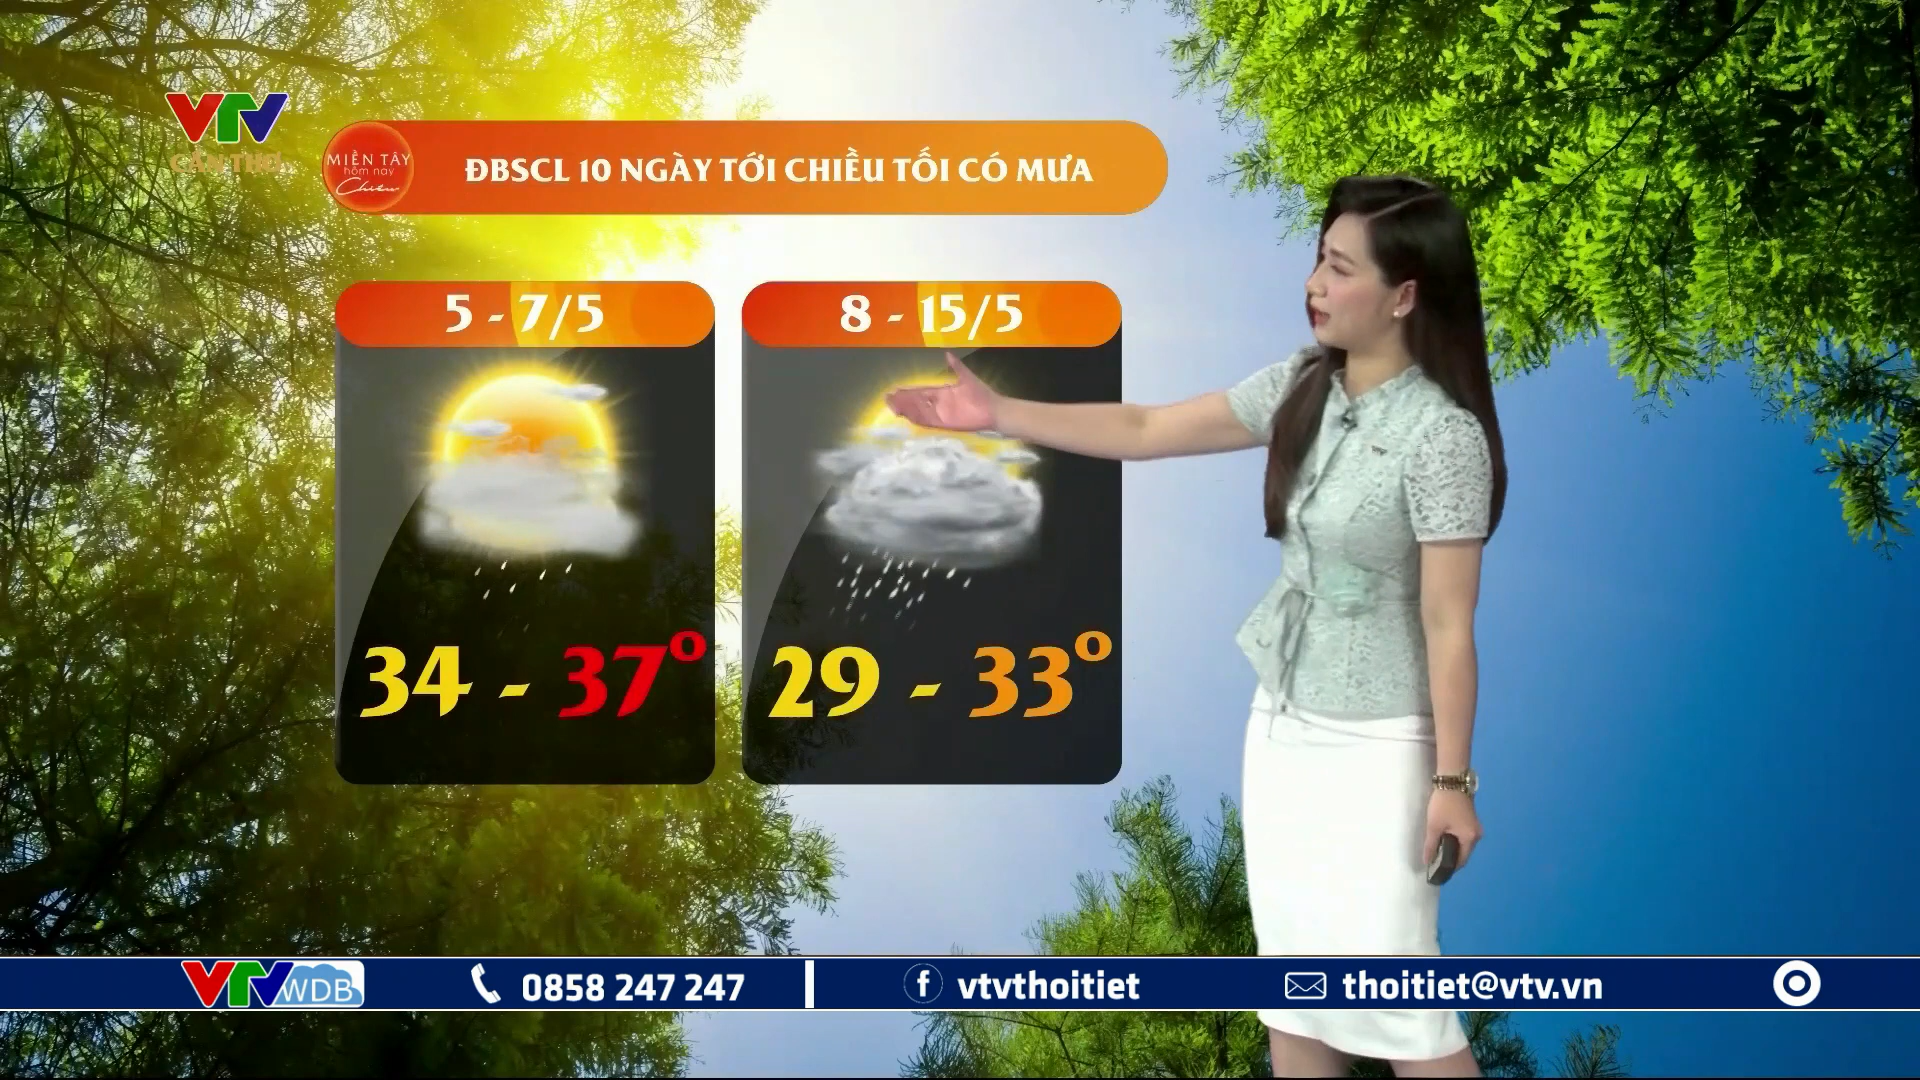 VTV
CẦN THƠ
MIỀN TÂY
hôm nay
Chiều
ĐBSCL 10 NGÀY TỚI CHIỀU TỐI CÓ MƯA
5 - 7/5
8 - 15/5
34 - 37°
29 - 33°
VTV WDB
0858 247 247
vtvthoitiet
thoitiet@vtv.vn